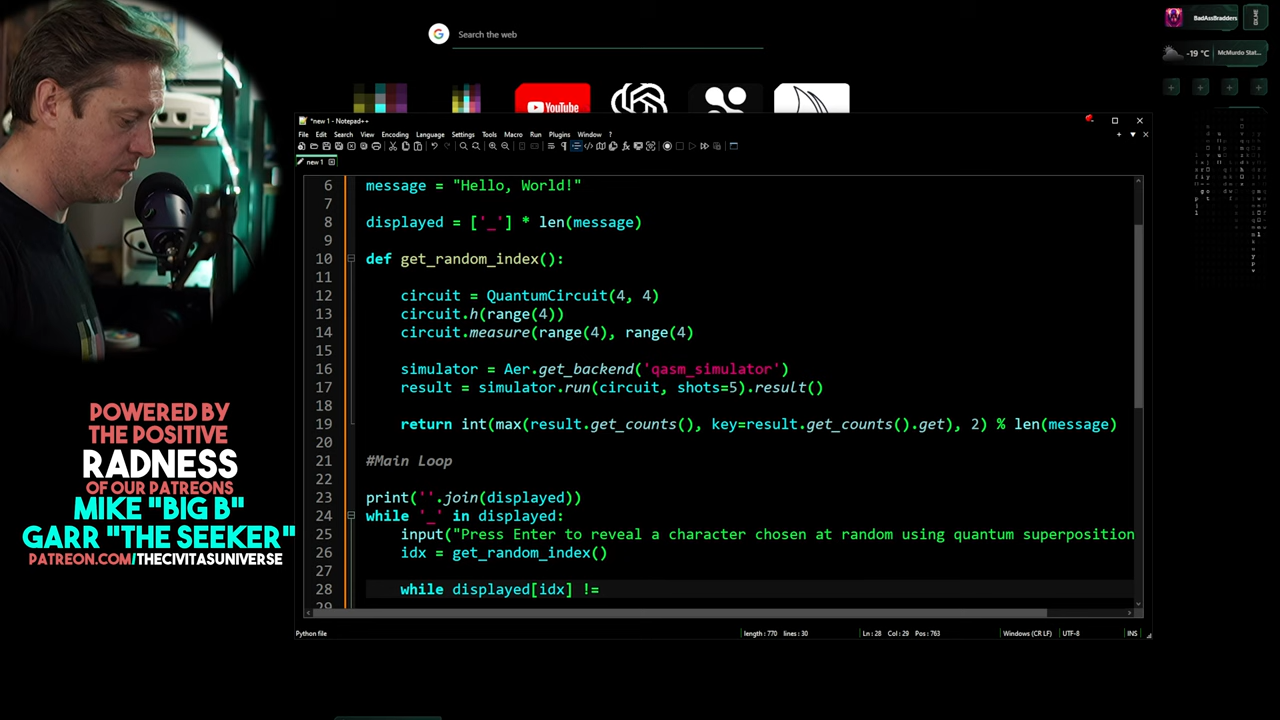 Search the web
BadAssBradders
-19 °C
McMurdo Stat...
YouTube
*new 1 - Notepad++
File Edit Search View Encoding Language Settings Tools Macro Run Plugins Window ?
new 1
6 message = "Hello, World!"
7
8 displayed = ['_'] * len(message)
9
10 def get_random_index():
11
12 circuit = QuantumCircuit(4, 4)
13 circuit.h(range(4))
14 circuit.measure(range(4), range(4)
15
16 simulator = Aer.get_backend('qasm_simulator')
17 result = simulator.run(circuit, shots=5).result()
18
19 return int(max(result.get_counts(), key=result.get_counts().get), 2) % len(message)
20
21 #Main Loop
22
23 print(''.join(displayed))
24 while '_' in displayed:
25 input("Press Enter to reveal a character chosen at random using quantum superposition
26 idx = get_random_index()
27
28 while displayed[idx] !=
29
Python file
length : 770 lines : 30
Ln : 28 Col : 29 Pos : 763
Windows (CR LF)
UTF-8
INS
POWERED BY
THE POSITIVE
RADNESS
OF OUR PATREONS
MIKE "BIG B"
GARR "THE SEEKER"
PATREON.COM/THECIVITASUNIVERSE